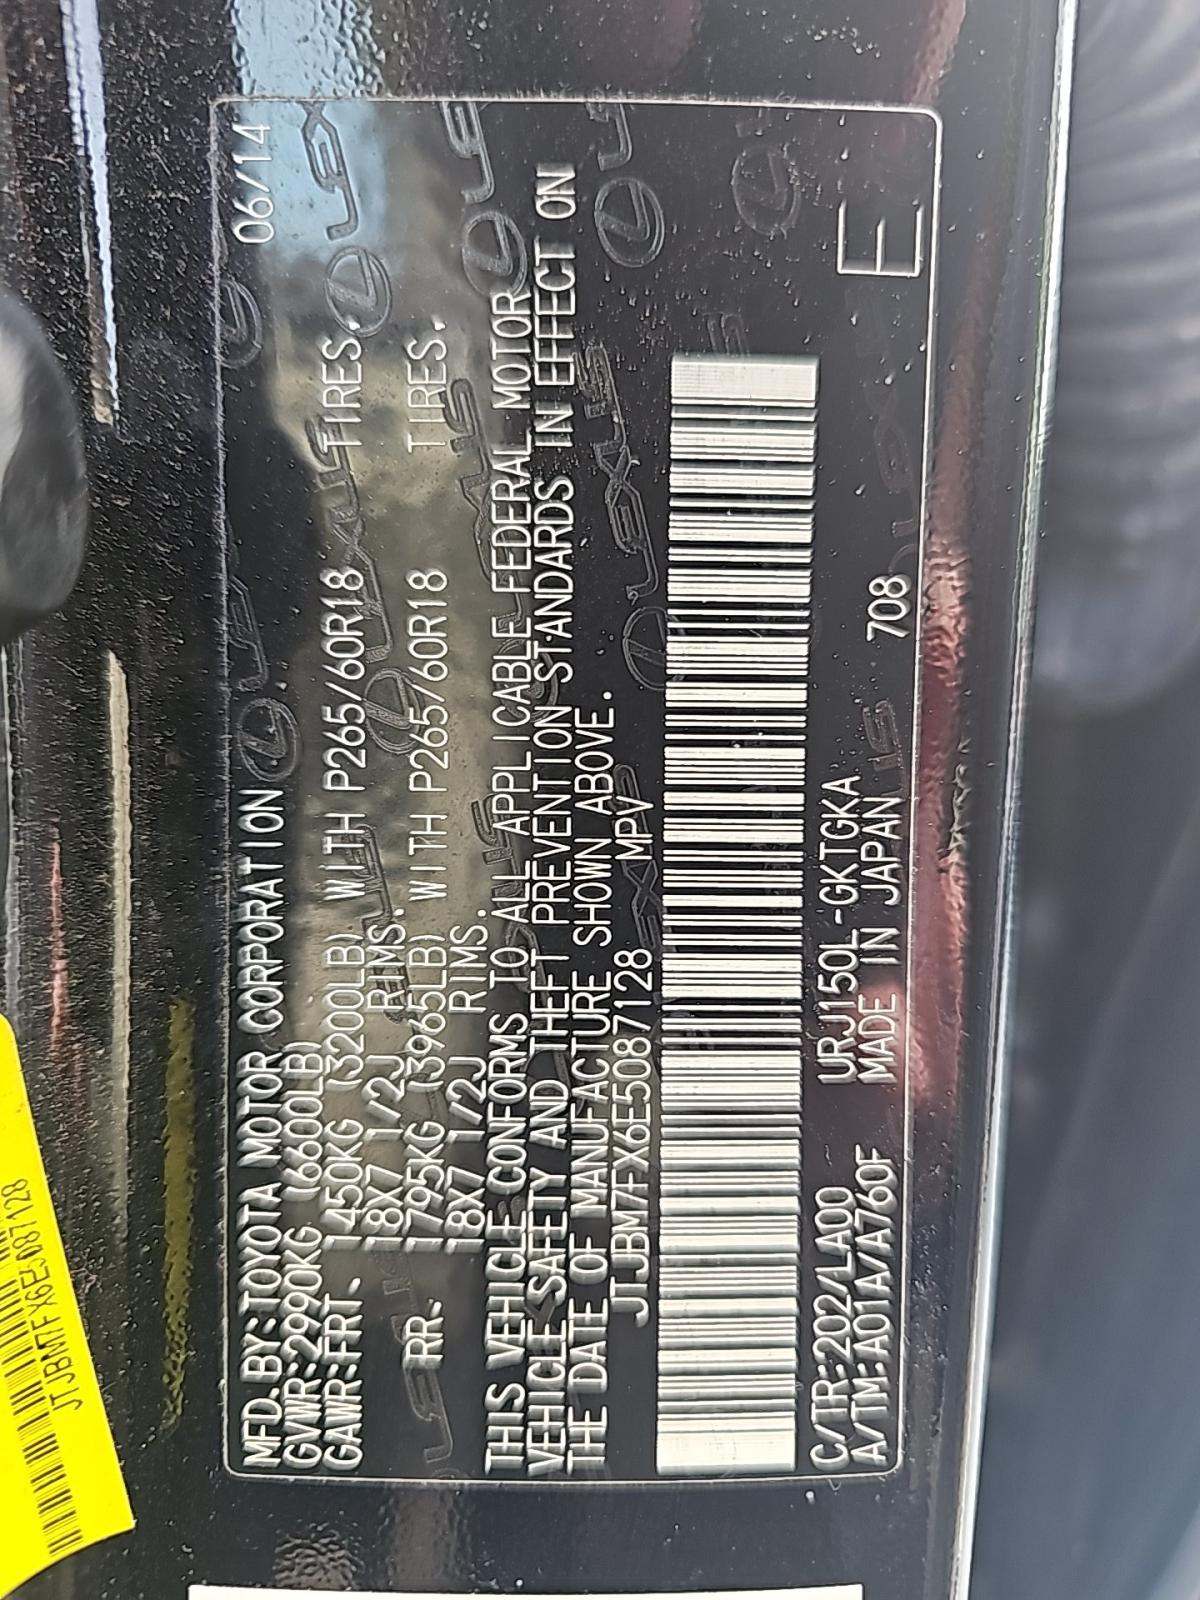 MFD.BY:TOYOTA MOTOR CORPORATION 06/14
GVWR:2990KG (6600LB)
GAWR:FRT. 1450KG (3200LB) WITH P265/60R18 TIRES.
18X7 1/2J RIMS.
RR. 1795KG (3965LB) WITH P265/60R18 TIRES.
18X7 1/2J RIMS.
THIS VEHICLE CONFORMS TO ALL APPLICABLE FEDERAL MOTOR
VEHICLE SAFETY AND THEFT PREVENTION STANDARDS IN EFFECT ON
THE DATE OF MANUFACTURE SHOWN ABOVE.
JTJBM7FX6E5087128 MPV
C/TR:202/LA00 URJ150L-GKTGKA
A/TM:A01A/A760F MADE IN JAPAN 708
E
LEXUS
JTJBM7FX6E5087128